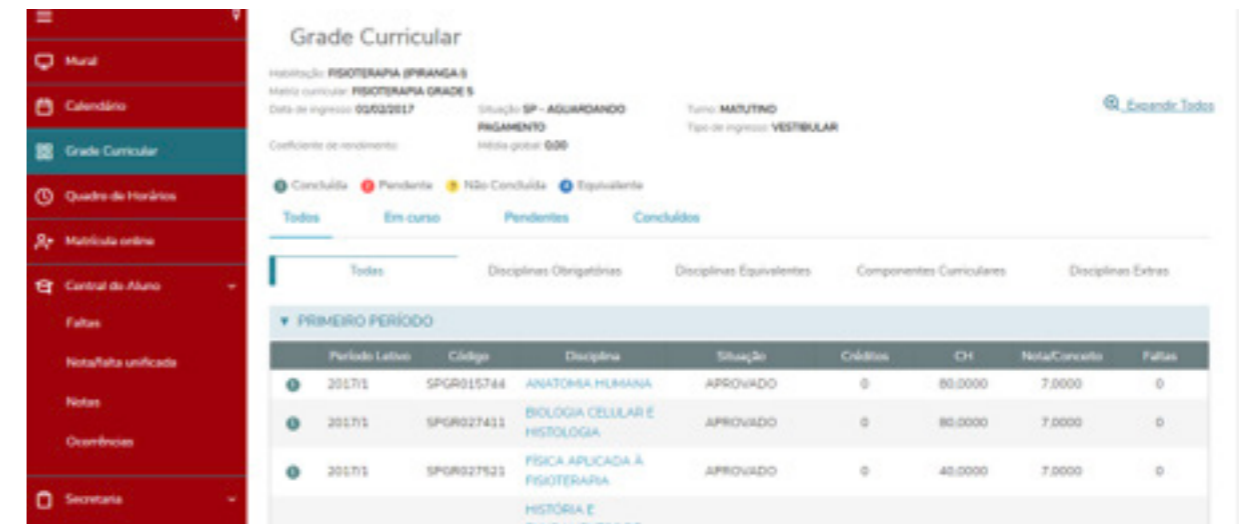 Grade Curricular
Mural
Habilitação: FISIOTERAPIA (IPIRANGA I)
Matriz curricular: FISIOTERAPIA GRADE 5
Calendário
Data de ingresso: 01/02/2017 Situação: SP - AGUARDANDO PAGAMENTO Turno: MATUTINO
Tipo de ingresso: VESTIBULAR
Expandir Todos
Grade Curricular
Coeficiente de rendimento: Média global: 0,00
Concluída Pendente Não Concluída Equivalente
Quadro de Horários
Todos Em curso Pendentes Concluídos
Matrícula online
Todas Disciplinas Obrigatórias Disciplinas Equivalentes Componentes Curriculares Disciplinas Extras
Central do Aluno
Faltas
PRIMEIRO PERÍODO
Nota/falta unificada
Período Letivo Código Disciplina Situação Créditos CH Nota/Conceito Faltas
2017/1 SPGR015744 ANATOMIA HUMANA APROVADO 0 80,0000 7,0000 0
Notas
2017/1 SPGR027411 BIOLOGIA CELULAR E HISTOLOGIA APROVADO 0 80,0000 7,0000 0
Ocorrências
2017/1 SPGR027521 FÍSICA APLICADA À FISIOTERAPIA APROVADO 0 40,0000 7,0000 0
Secretaria
HISTÓRIA E